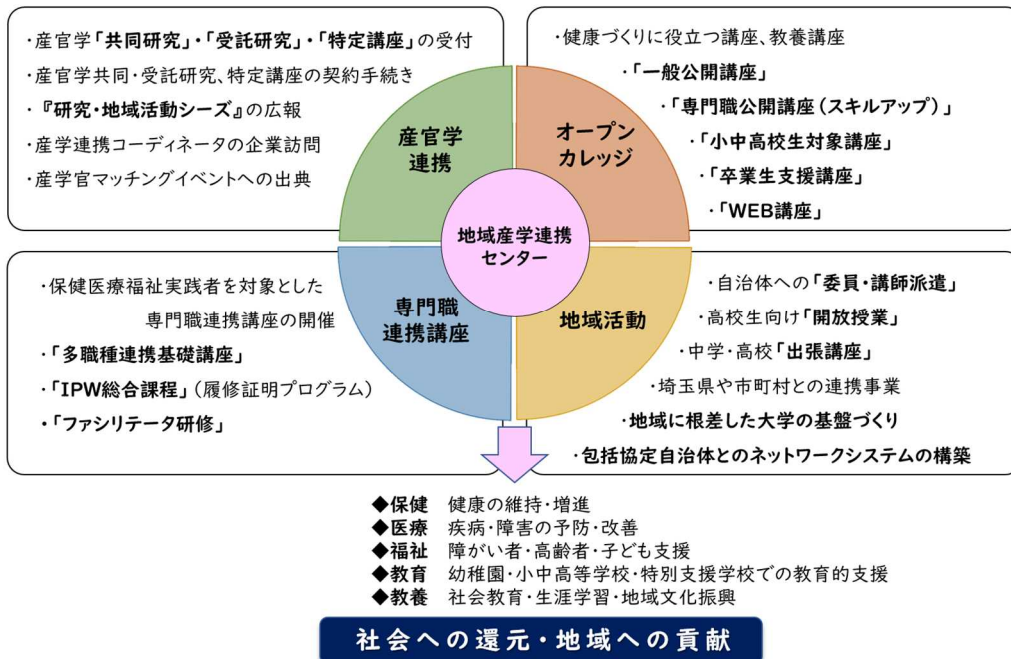 ・産官学「共同研究」・「受託研究」・「特定講座」の受付
・産官学共同・受託研究、特定講座の契約手続き
・『研究・地域活動シーズ』の広報
・産学連携コーディネータの企業訪問
・産学官マッチングイベントへの出典
産官学
連携
オープン
カレッジ
・健康づくりに役立つ講座、教養講座
・「一般公開講座」
・「専門職公開講座(スキルアップ)」
・「小中高校生対象講座」
・「卒業生支援講座」
・「WEB講座」
地域産学連携
センター
・保健医療福祉実践者を対象とした
専門職連携講座の開催
・「多職種連携基礎講座」
・「IPW総合課程」(履修証明プログラム)
・「ファシリテータ研修」
専門職
連携講座
地域活動
・自治体への「委員・講師派遣」
・高校生向け「開放授業」
・中学・高校「出張講座」
・埼玉県や市町村との連携事業
・地域に根差した大学の基盤づくり
・包括協定自治体とのネットワークシステムの構築
◆保健 健康の維持・増進
◆医療 疾病・障害の予防・改善
◆福祉 障がい者・高齢者・子ども支援
◆教育 幼稚園・小中高等学校・特別支援学校での教育的支援
◆教養 社会教育・生涯学習・地域文化振興
社会への還元・地域への貢献